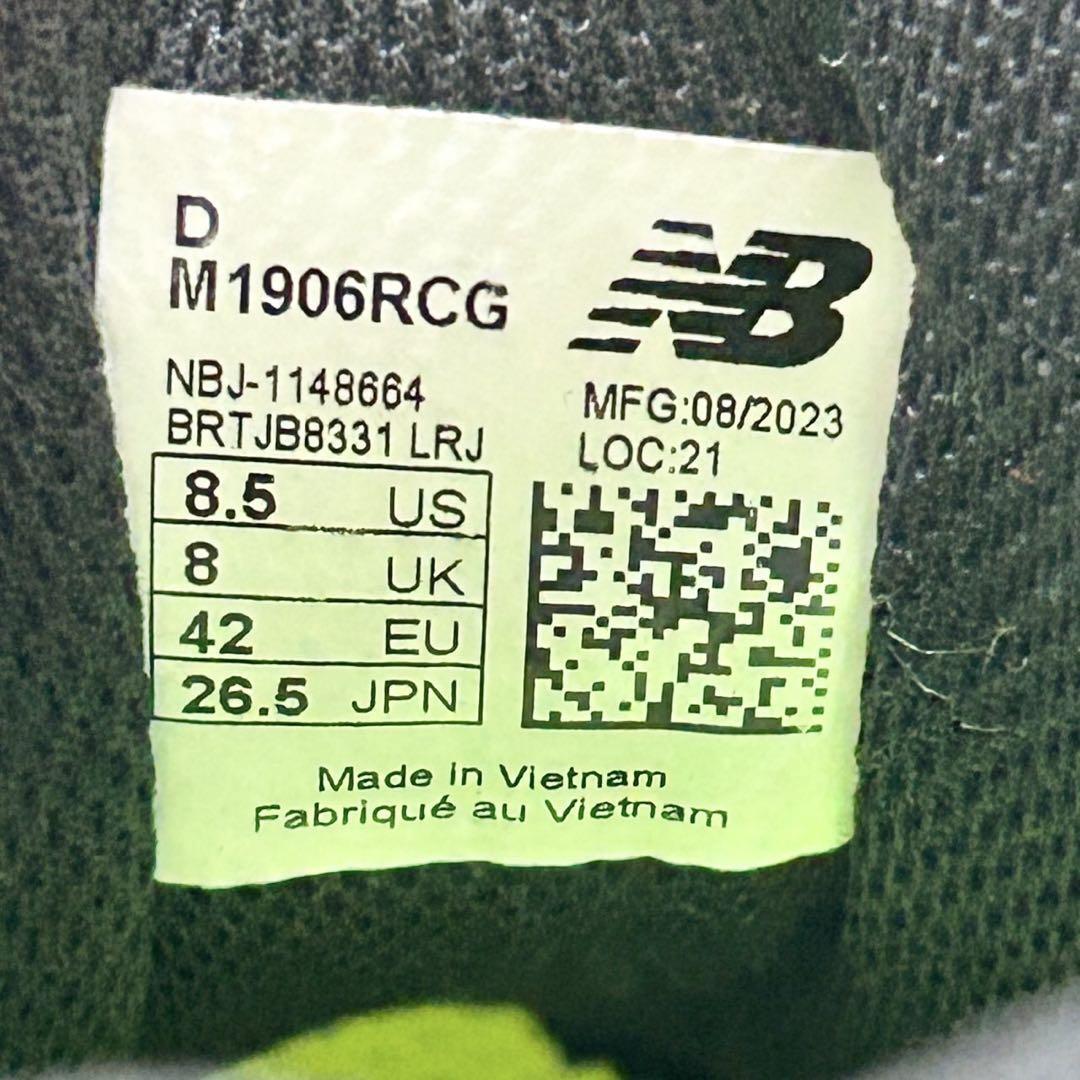 D
M1906RCG
NB
NBJ-1148664
BRTJB8331 LRJ
MFG:08/2023
LOC:21
8.5 US
8 UK
42 EU
26.5 JPN
Made in Vietnam
Fabriqué au Vietnam